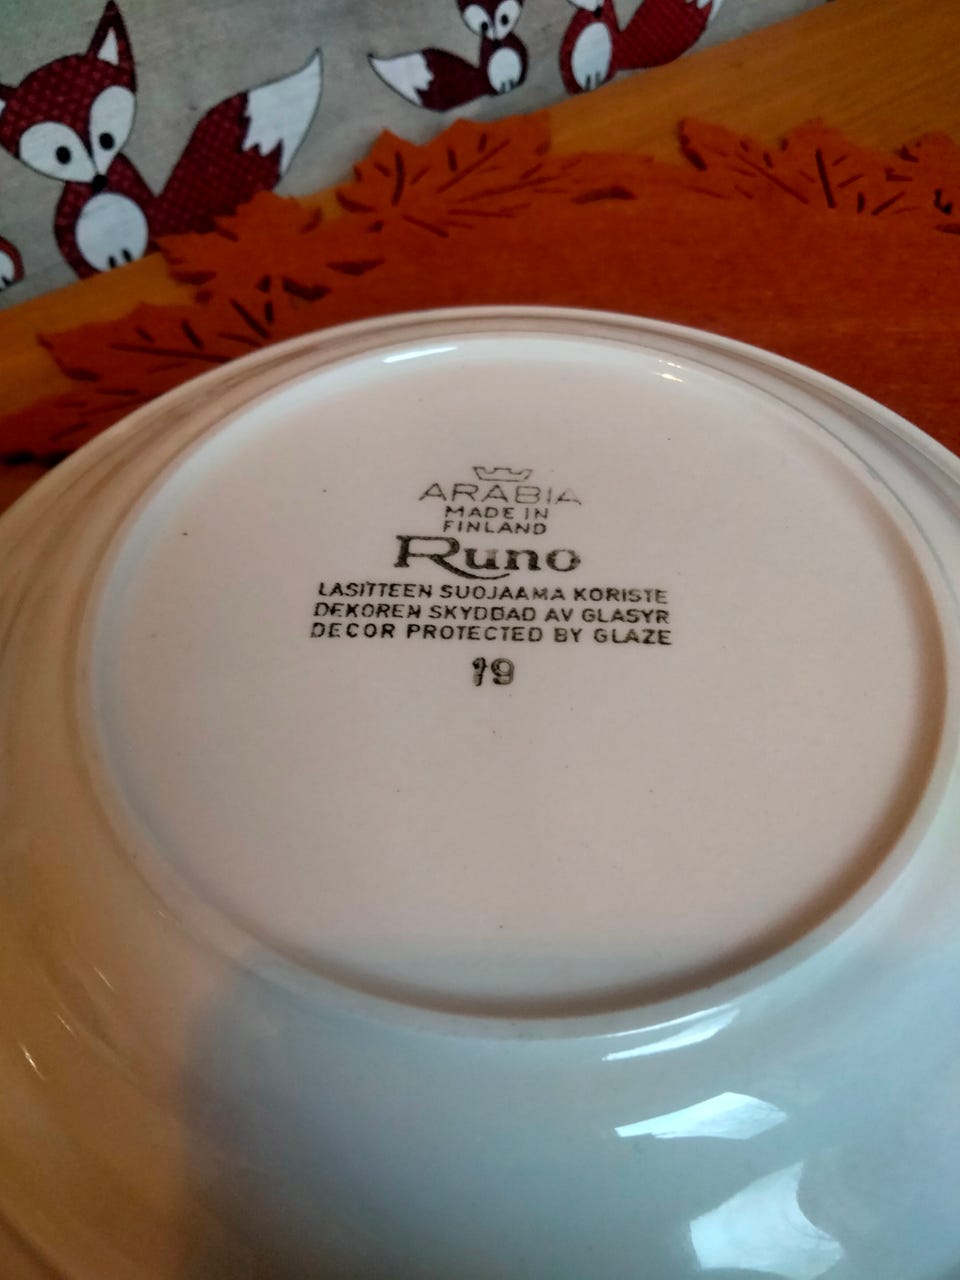 ARABIA
MADE IN
FINLAND
Runo
LASITTEEN SUOJAAMA KORISTE
DEKOREN SKYDDAD AV GLASYR
DECOR PROTECTED BY GLAZE
19